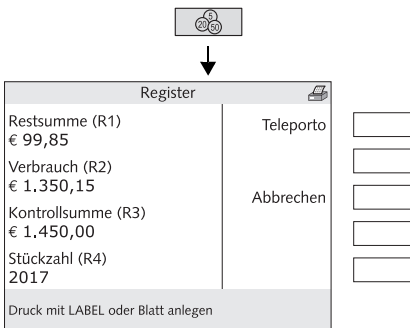 5
20 50
Register
Restsumme (R1)
€ 99,85
Verbrauch (R2)
€ 1.350,15
Kontrollsumme (R3)
€ 1.450,00
Stückzahl (R4)
2017
Teleporto
Abbrechen
Druck mit LABEL oder Blatt anlegen